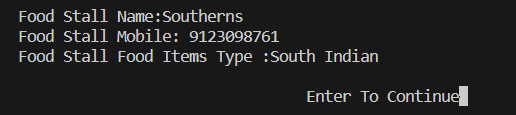 Food Stall Name:Southerns
Food Stall Mobile: 9123098761
Food Stall Food Items Type :South Indian
Enter To Continue